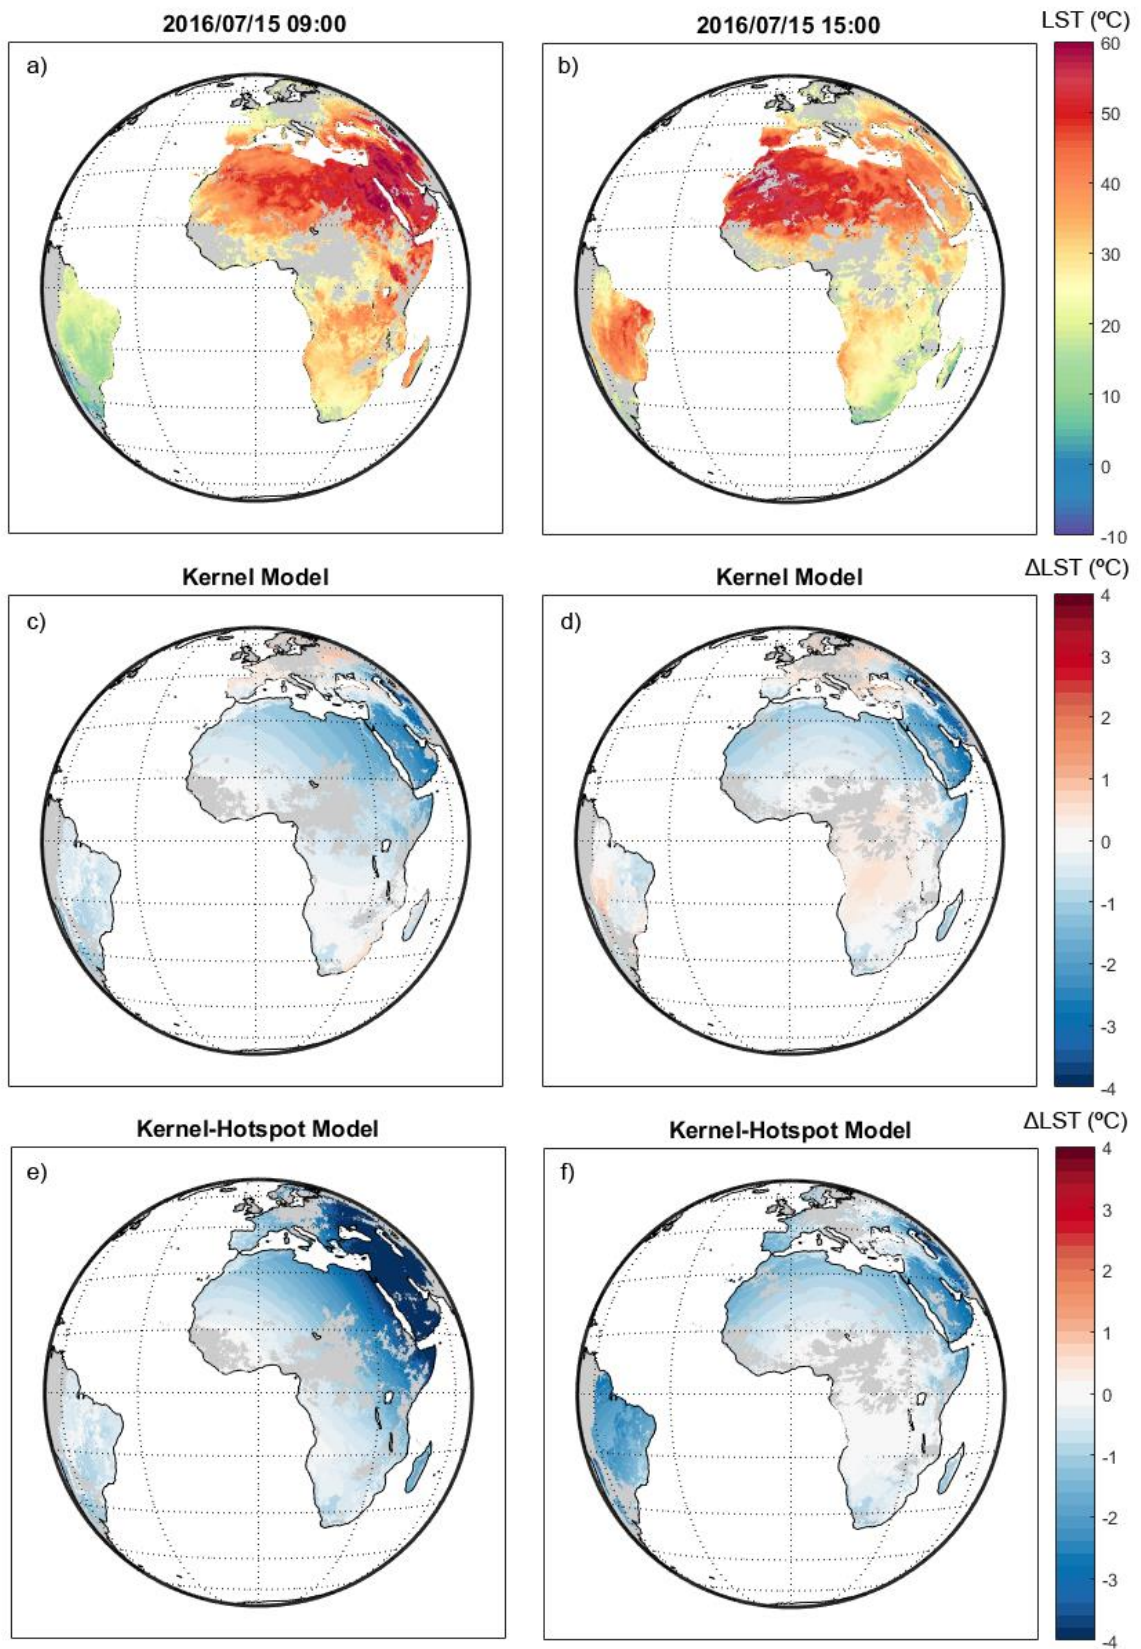 2016/07/15 09:00
2016/07/15 15:00
LST (ºC)
a)
b)
60
50
40
30
20
10
0
-10
Kernel Model
Kernel Model
ΔLST (ºC)
c)
d)
4
3
2
1
0
-1
-2
-3
-4
Kernel-Hotspot Model
Kernel-Hotspot Model
ΔLST (ºC)
e)
f)
4
3
2
1
0
-1
-2
-3
-4